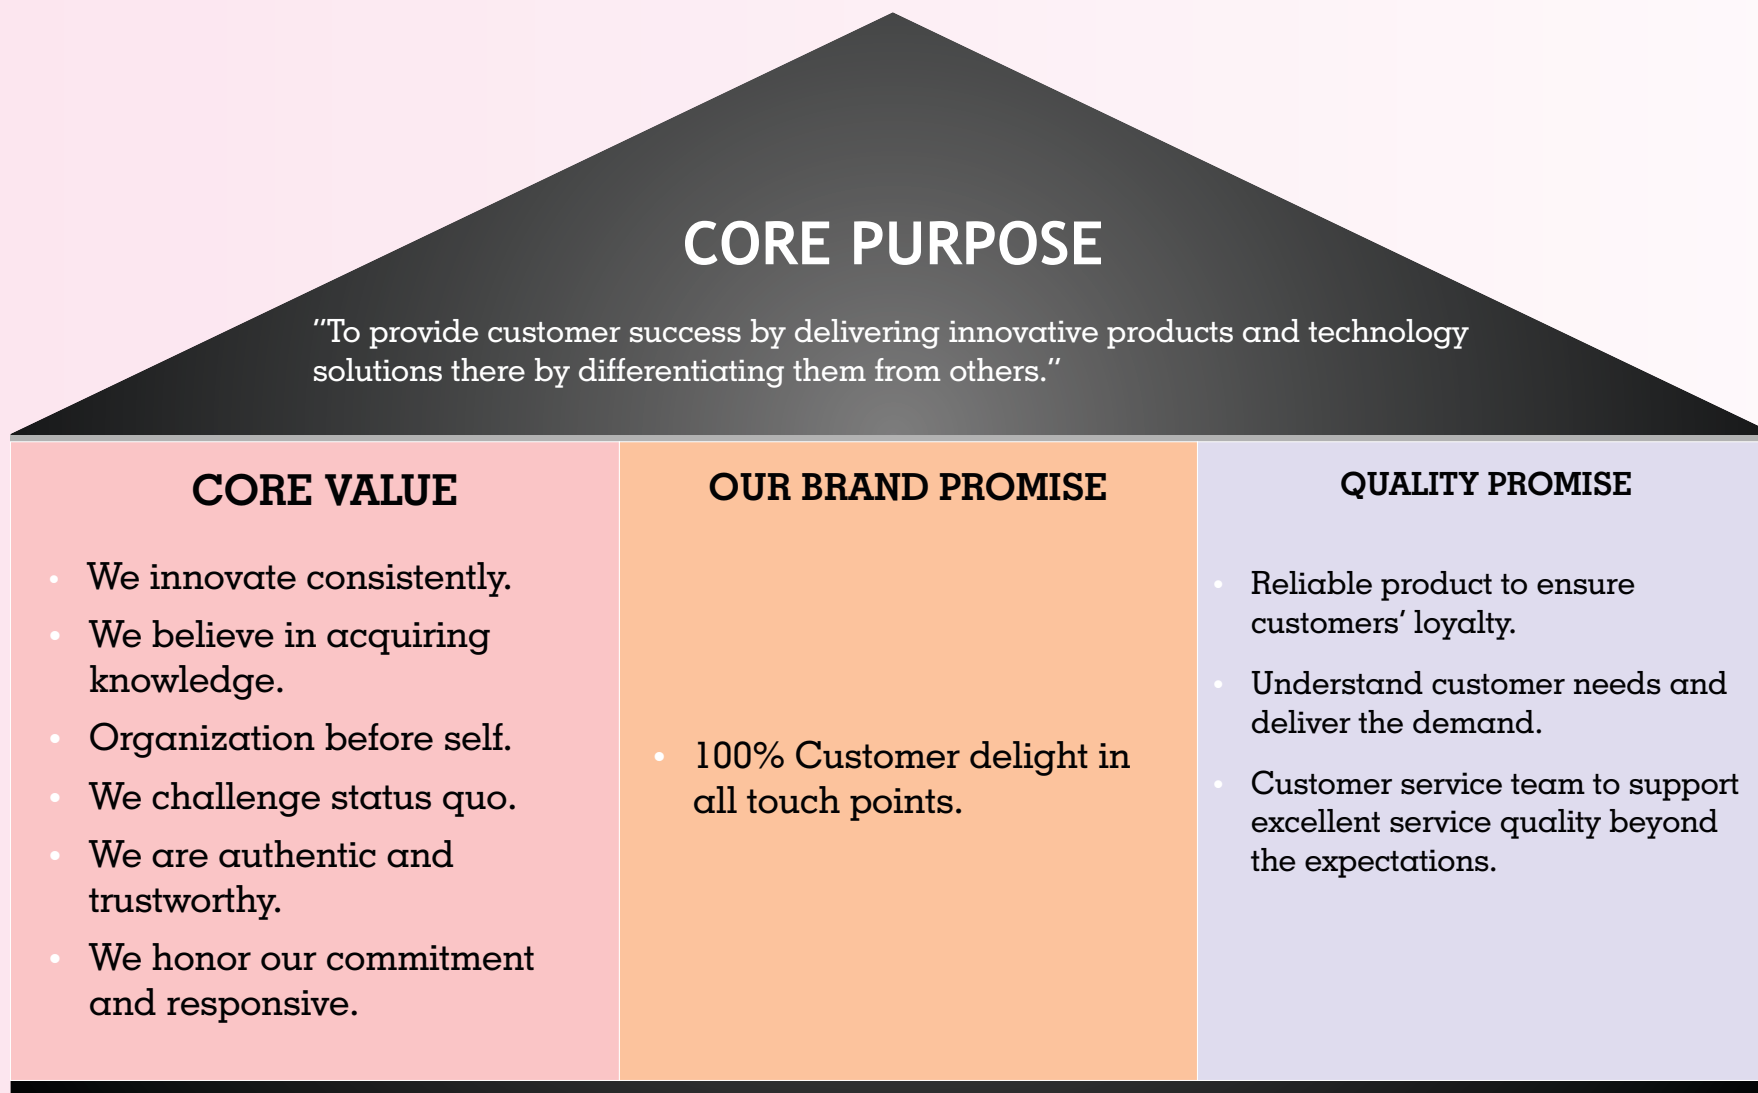 CORE PURPOSE
"To provide customer success by delivering innovative products and technology
solutions there by differentiating them from others."
CORE VALUE
• We innovate consistently.
• We believe in acquiring
knowledge.
• Organization before self.
• We challenge status quo.
• We are authentic and
trustworthy.
• We honor our commitment
and responsive.
OUR BRAND PROMISE
• 100% Customer delight in
all touch points.
QUALITY PROMISE
• Reliable product to ensure
customers’ loyalty.
• Understand customer needs and
deliver the demand.
• Customer service team to support
excellent service quality beyond
the expectations.